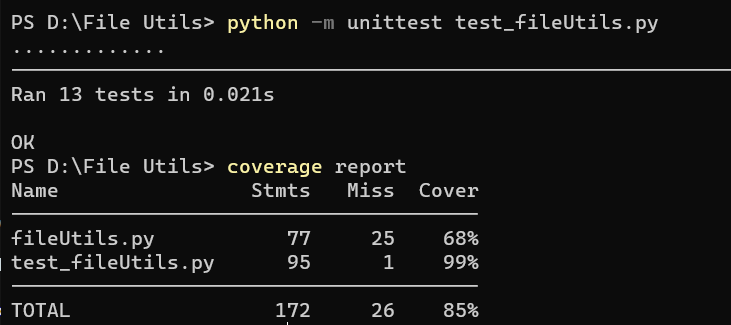 PS D:\File Utils> python -m unittest test_fileUtils.py
.............
Ran 13 tests in 0.021s
OK
PS D:\File Utils> coverage report
Name Stmts Miss Cover
fileUtils.py 77 25 68%
test_fileUtils.py 95 1 99%
TOTAL 172 26 85%